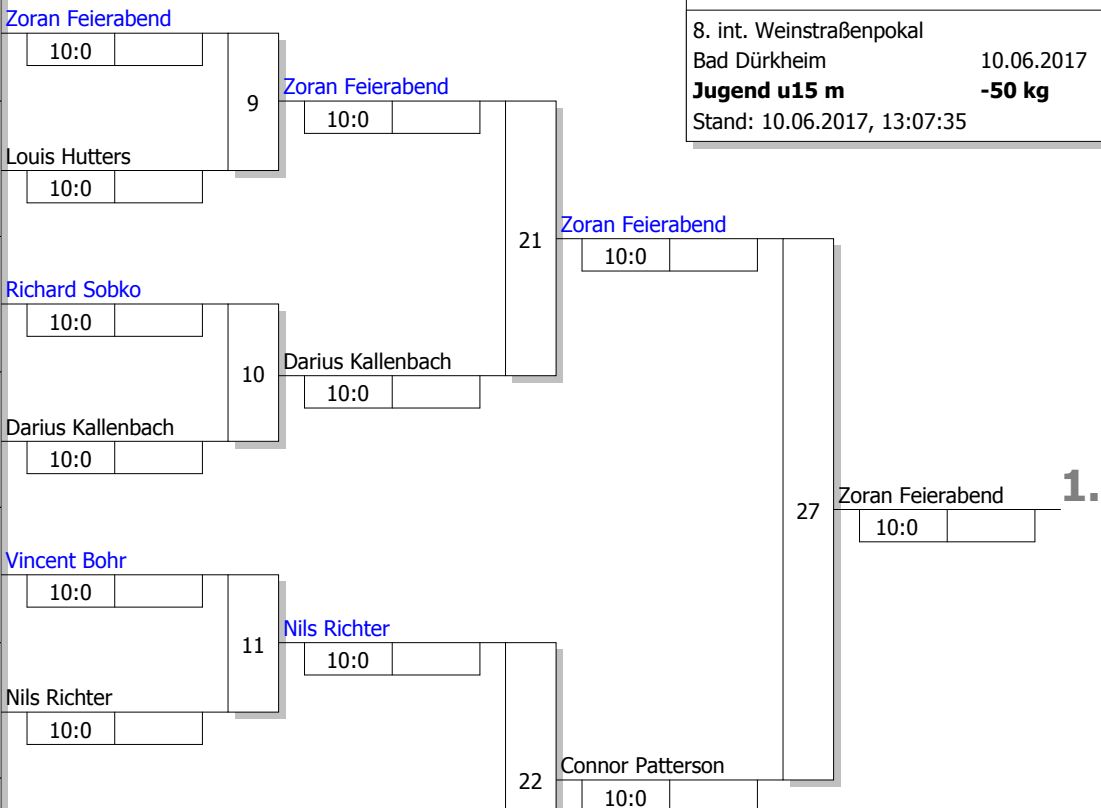 8. int. Weinstraßenpokal
Bad Dürkheim 10.06.2017
Jugend u15 m -50 kg
Stand: 10.06.2017, 13:07:35
Zoran Feierabend
10:0
9
Louis Hutters
10:0
Richard Sobko
10:0
10
Darius Kallenbach
10:0
Vincent Bohr
10:0
11
Nils Richter
10:0
Zoran Feierabend
10:0
21
Darius Kallenbach
10:0
Nils Richter
10:0
22
Zoran Feierabend
10:0
27
Connor Patterson
10:0
Zoran Feierabend 1.
10:0